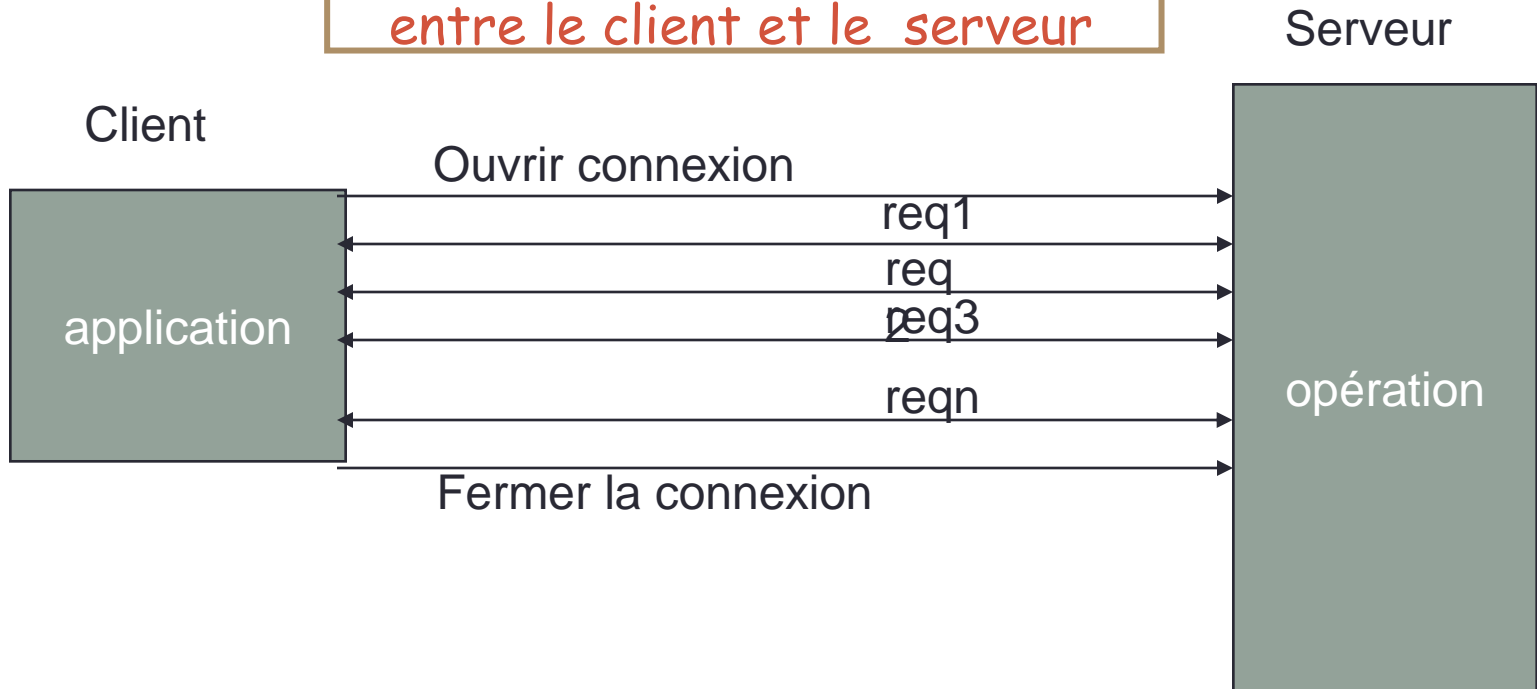 entre le client et le serveur
Serveur
Client
Ouvrir connexion
req1
req
2
req3
application
reqn
opération
Fermer la connexion